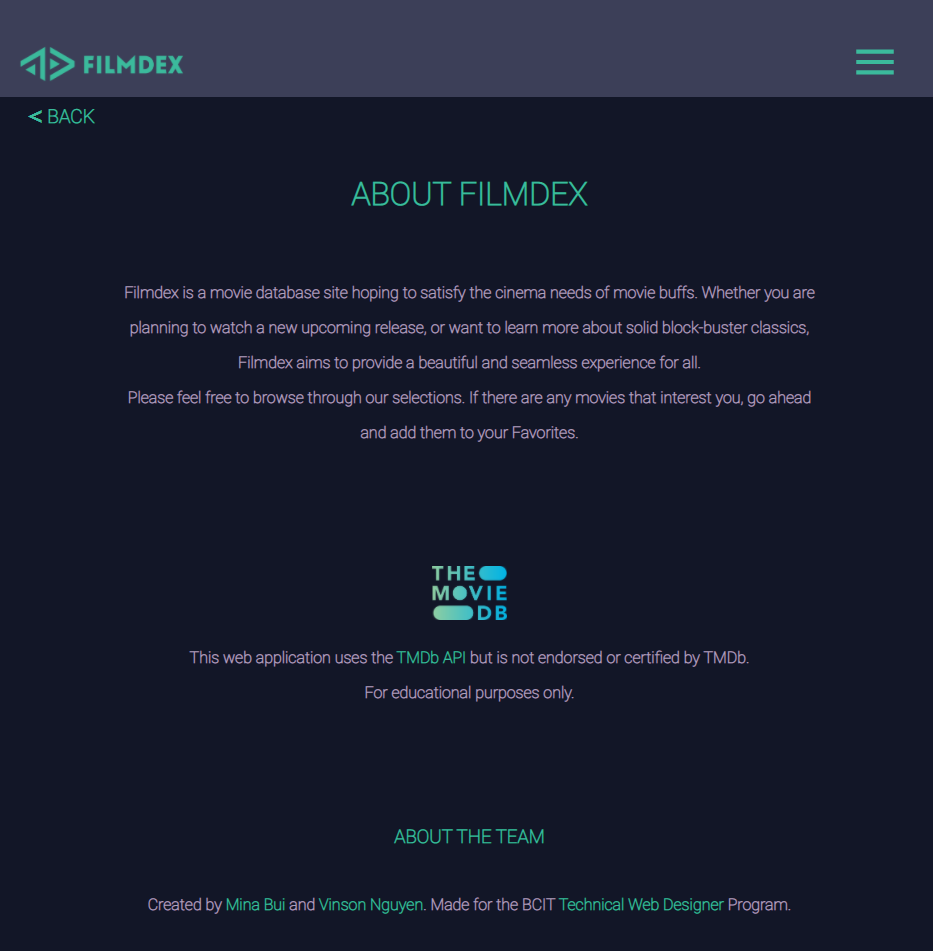 FILMDEX
< BACK
ABOUT FILMDEX
Filmdex is a movie database site hoping to satisfy the cinema needs of movie buffs. Whether you are
planning to watch a new upcoming release, or want to learn more about solid block-buster classics,
Filmdex aims to provide a beautiful and seamless experience for all.
Please feel free to browse through our selections. If there are any movies that interest you, go ahead
and add them to your Favorites.
THE
MOVIE
DB
This web application uses the TMDb API but is not endorsed or certified by TMDb.
For educational purposes only.
ABOUT THE TEAM
Created by Mina Bui and Vinson Nguyen. Made for the BCIT Technical Web Designer Program.